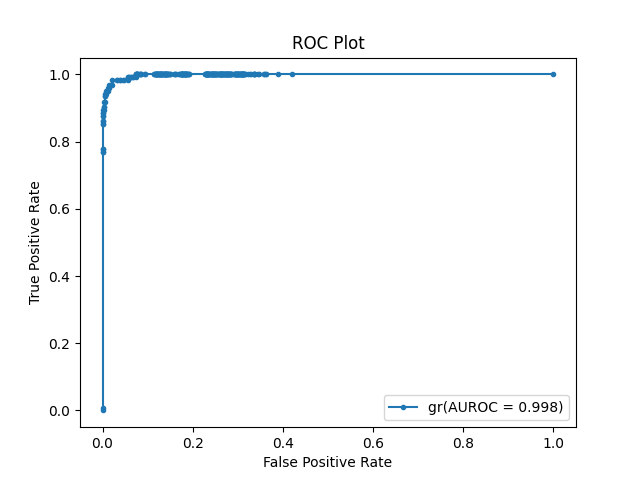 ROC Plot
True Positive Rate
1.0
0.8
0.6
0.4
0.2
0.0
gr(AUROC = 0.998)
0.0 0.2 0.4 0.6 0.8 1.0
False Positive Rate